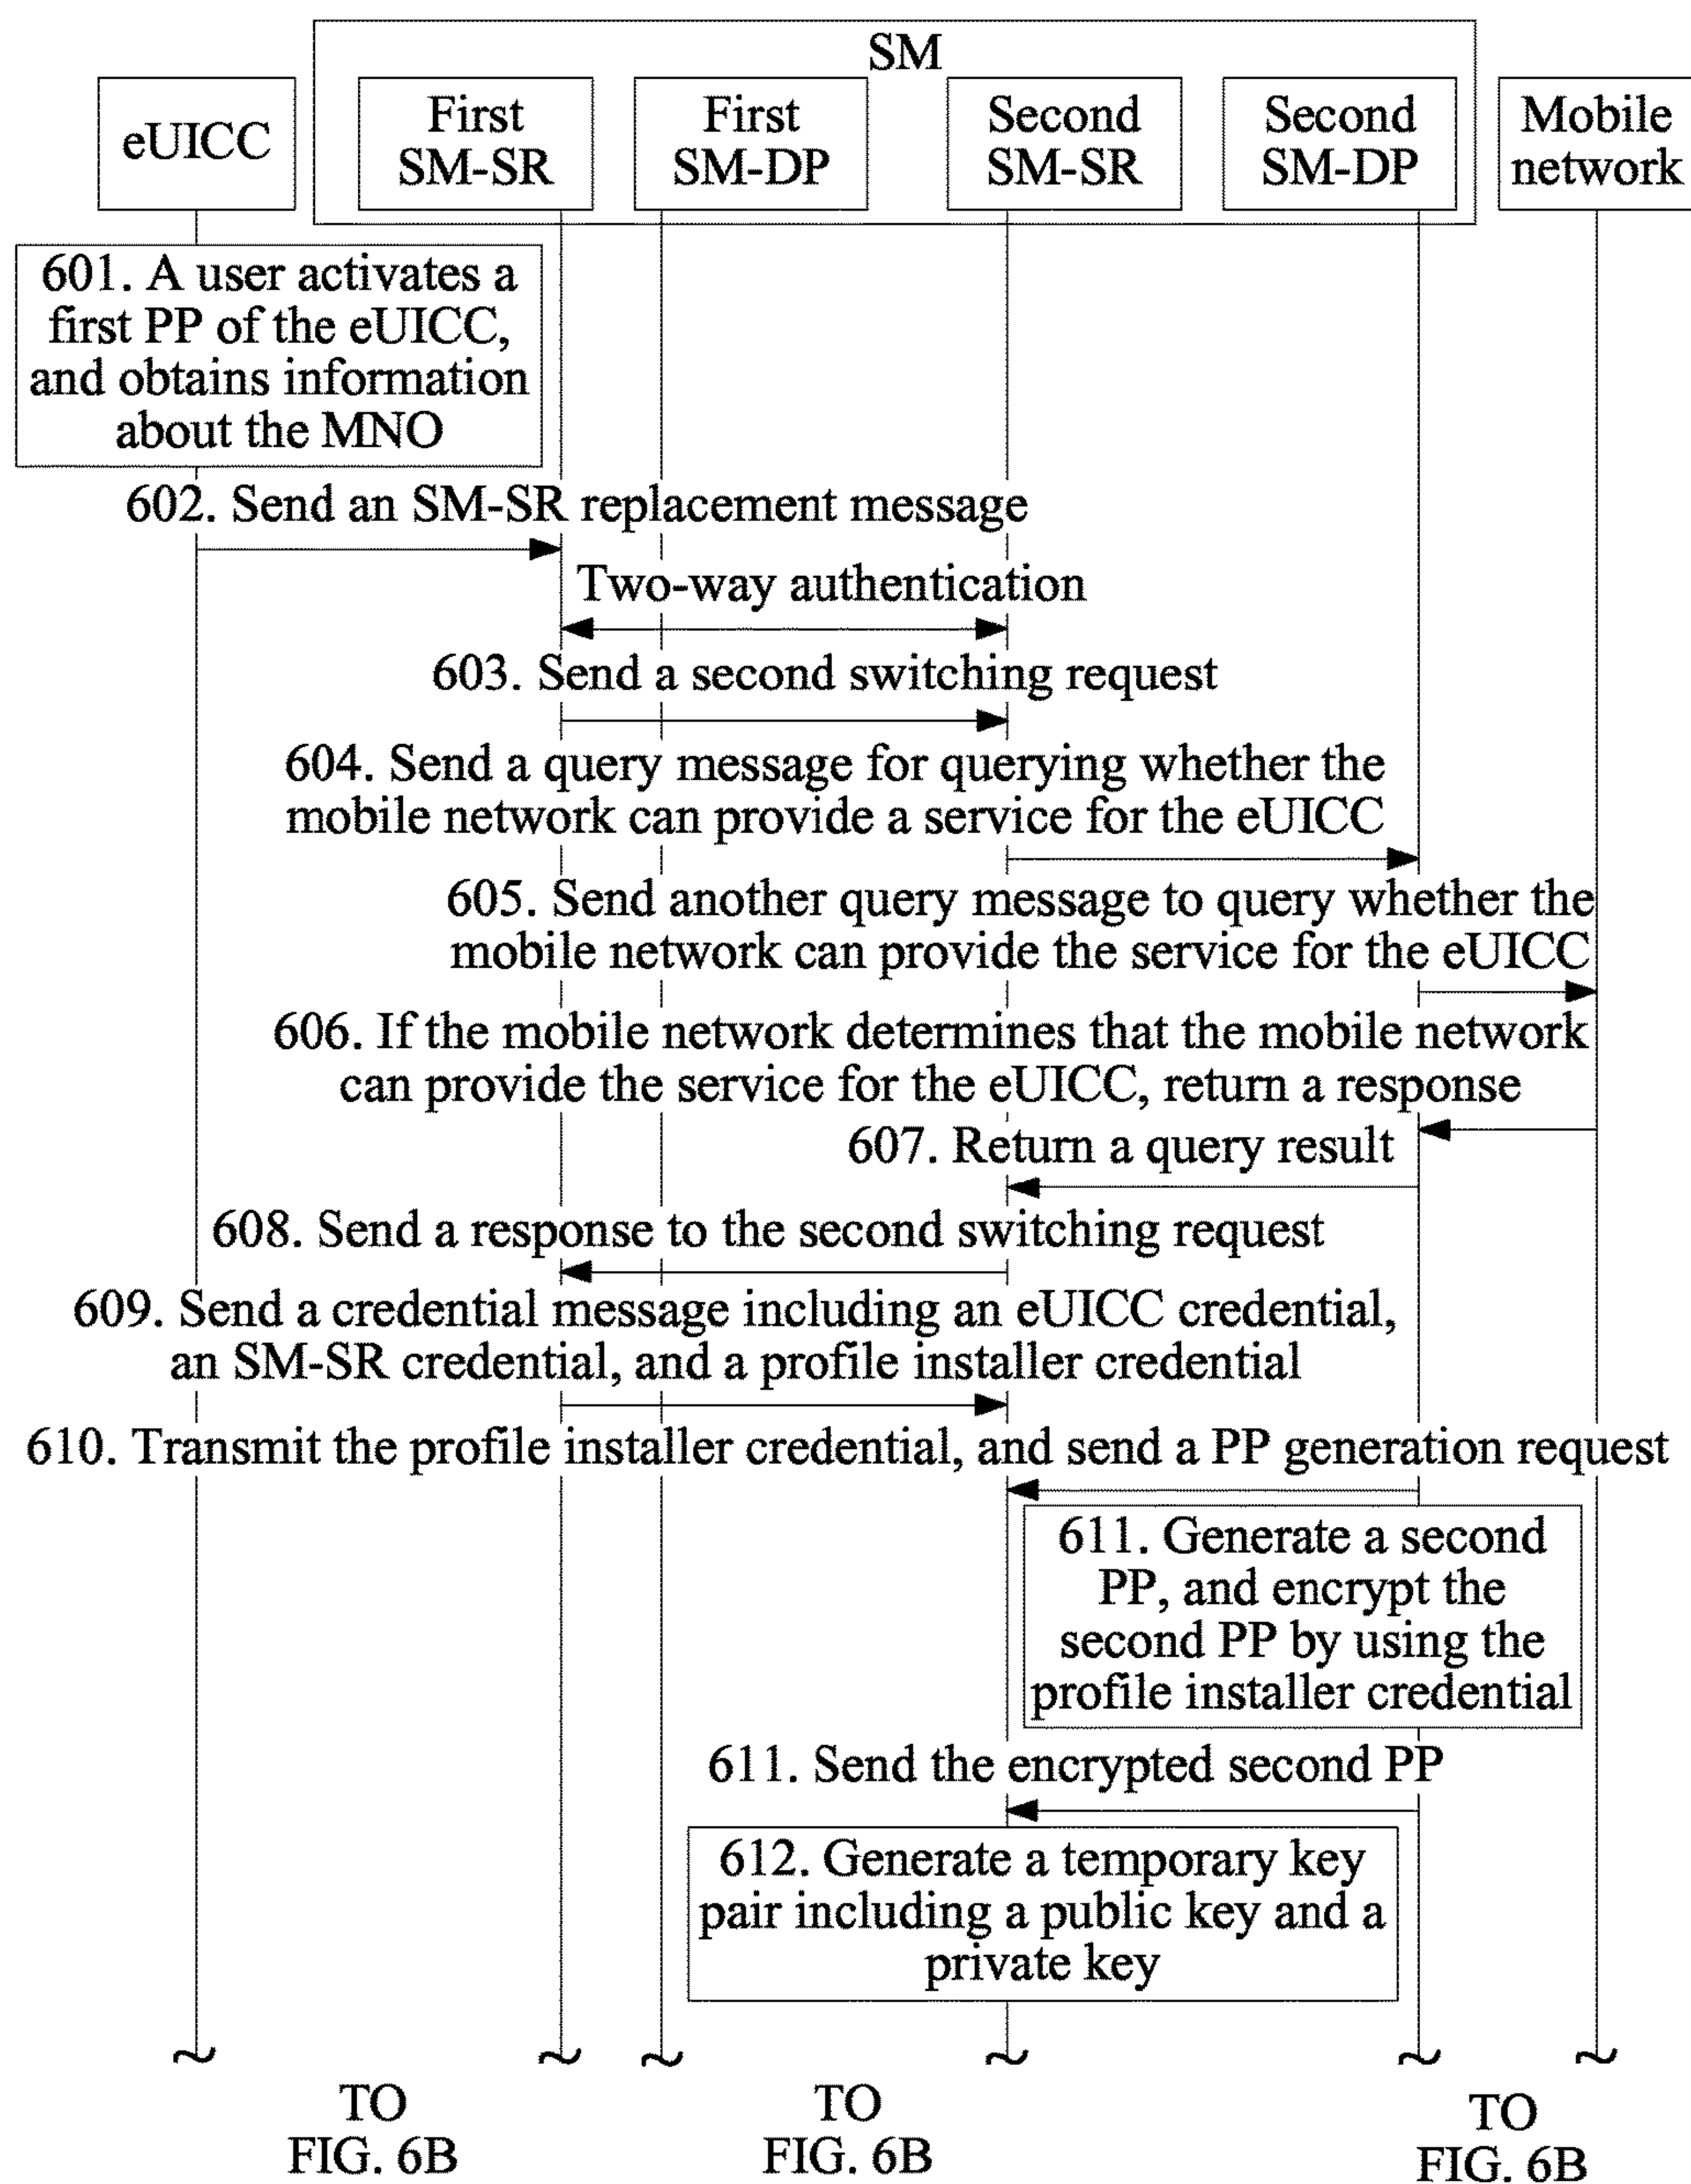 SM
eUICC
First
SM-SR
First
SM-DP
Second
SM-SR
Second
SM-DP
Mobile
network
601. A user activates a
first PP of the eUICC,
and obtains information
about the MNO
602. Send an SM-SR replacement message
Two-way authentication
603. Send a second switching request
604. Send a query message for querying whether the
mobile network can provide a service for the eUICC
605. Send another query message to query whether the
mobile network can provide the service for the eUICC
606. If the mobile network determines that the mobile network
can provide the service for the eUICC, return a response
607. Return a query result
608. Send a response to the second switching request
609. Send a credential message including an eUICC credential,
an SM-SR credential, and a profile installer credential
610. Transmit the profile installer credential, and send a PP generation request
611. Generate a second
PP, and encrypt the
second PP by using the
profile installer credential
611. Send the encrypted second PP
612. Generate a temporary key
pair including a public key and a
private key
TO
FIG. 6B
TO
FIG. 6B
TO
FIG. 6B